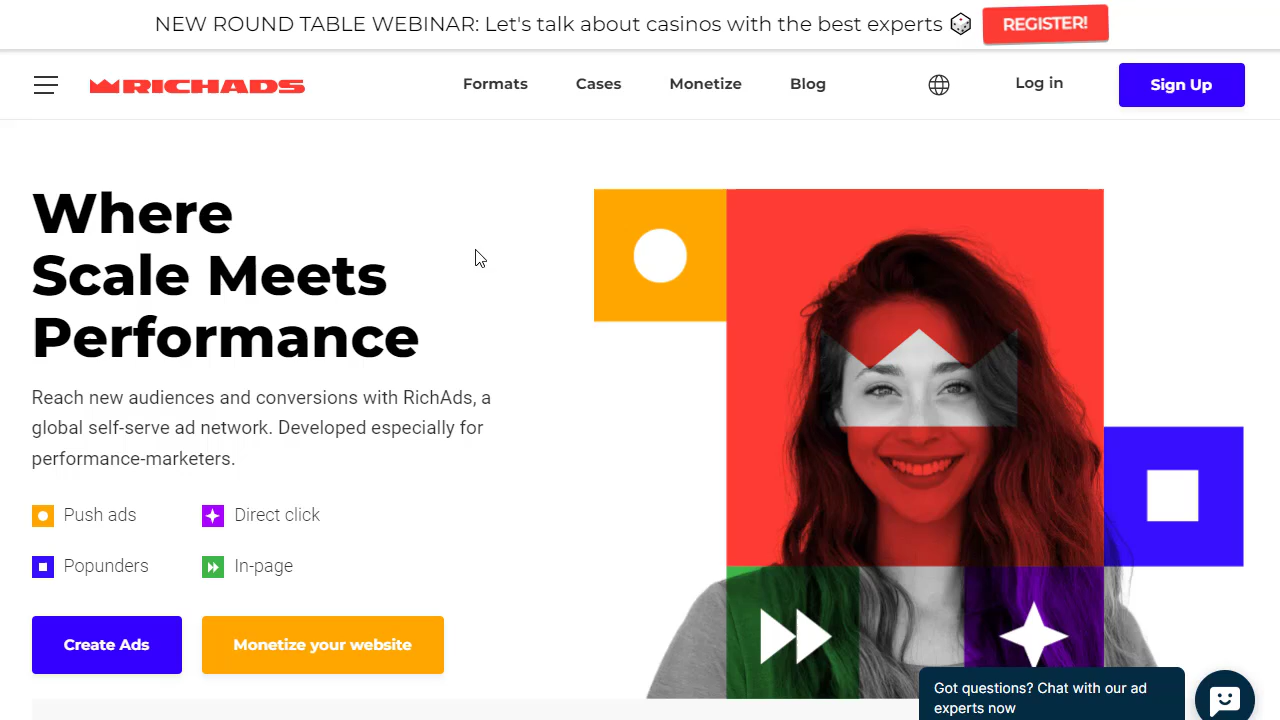 NEW ROUND TABLE WEBINAR: Let's talk about casinos with the best experts 🎲 REGISTER!
RICHADS Formats Cases Monetize Blog Log in Sign Up
Where
Scale Meets
Performance
Reach new audiences and conversions with RichAds, a
global self-serve ad network. Developed especially for
performance-marketers.
Push ads Direct click
Popunders In-page
Create Ads Monetize your website
Got questions? Chat with our ad
experts now